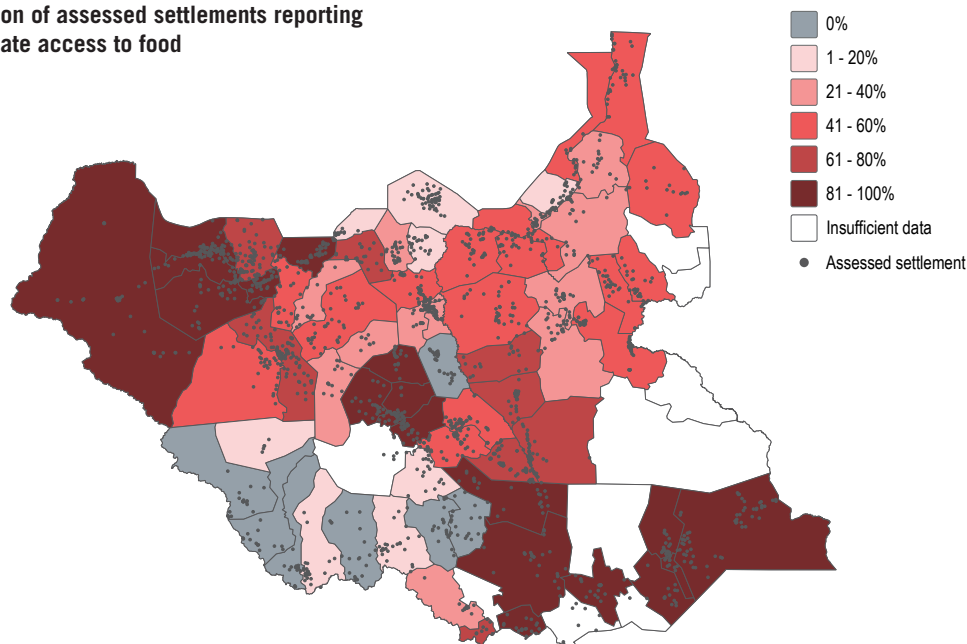 on of assessed settlements reporting
ate access to food
0%
1 - 20%
21 - 40%
41 - 60%
61 - 80%
81 - 100%
Insufficient data
Assessed settlement